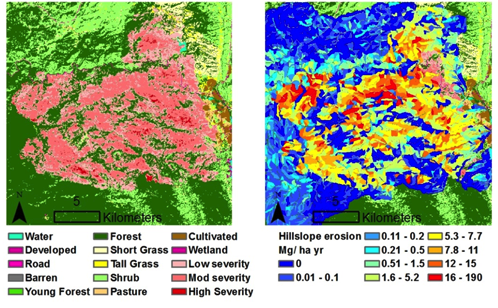 N
5
Kilometers
Water
Developed
Road
Barren
Young Forest
Forest
Short Grass
Tall Grass
Shrub
Pasture
Cultivated
Wetland
Low severity
Mod severity
High Severity
N
5
Kilometers
Hillslope erosion
Mg/ ha yr
0
0.01 - 0.1
0.11 - 0.2
0.21 - 0.5
0.51 - 1.5
1.6 - 5.2
5.3 - 7.7
7.8 - 11
12 - 15
16 - 190